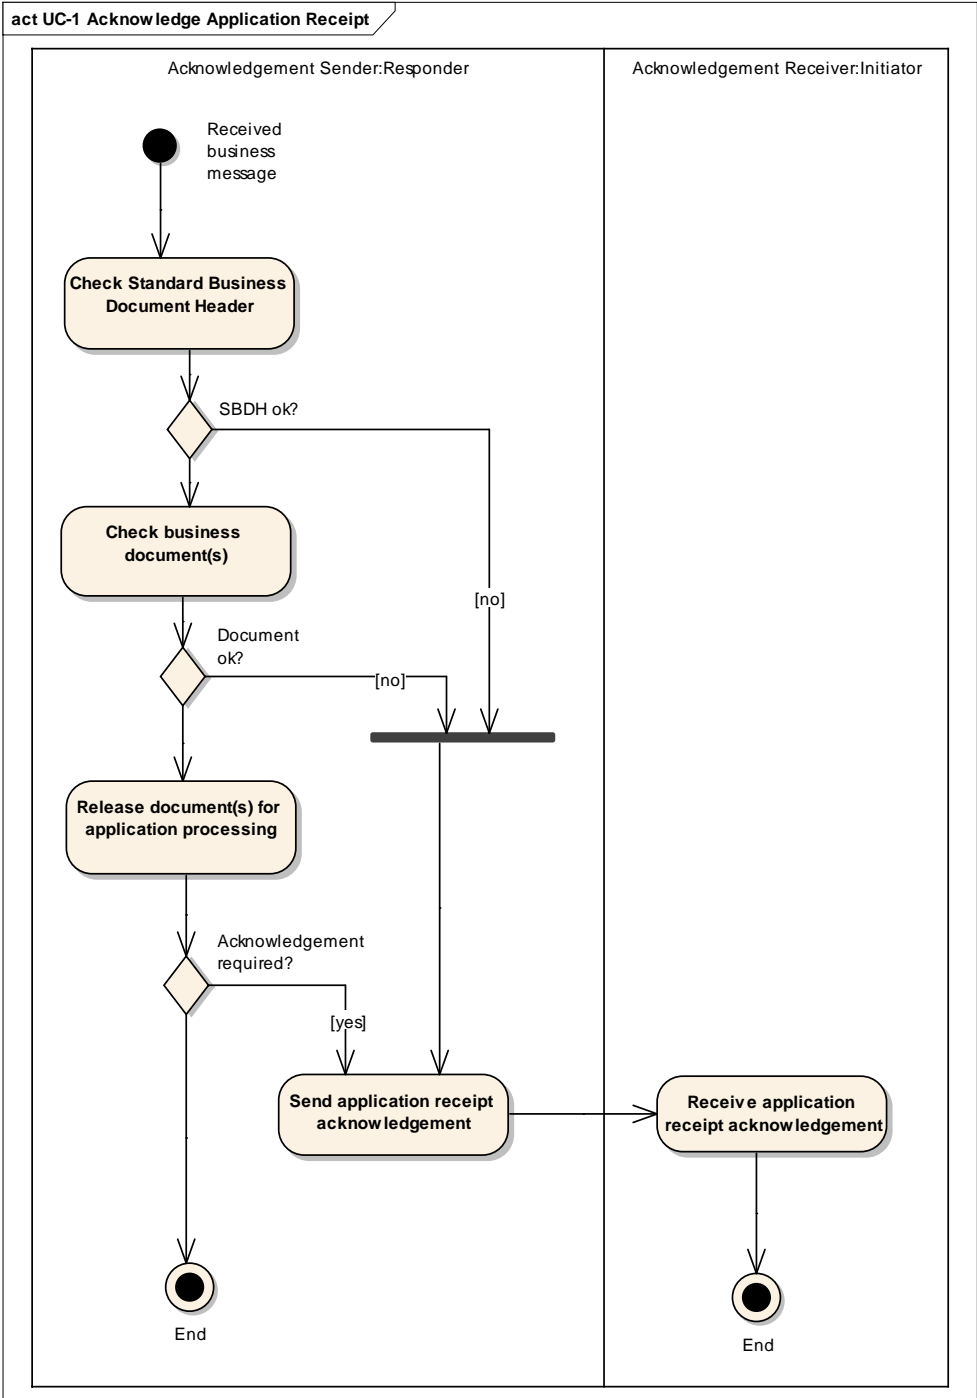 act UC-1 Acknowledge Application Receipt
Acknowledgement Sender:Responder
Acknowledgement Receiver:Initiator
Received
business
message
Check Standard Business
Document Header
SBDH ok?
Check business
document(s)
[no]
Document
ok?
[no]
Release document(s) for
application processing
Acknowledgement
required?
[yes]
Send application receipt
acknowledgement
Receive application
receipt acknowledgement
End
End